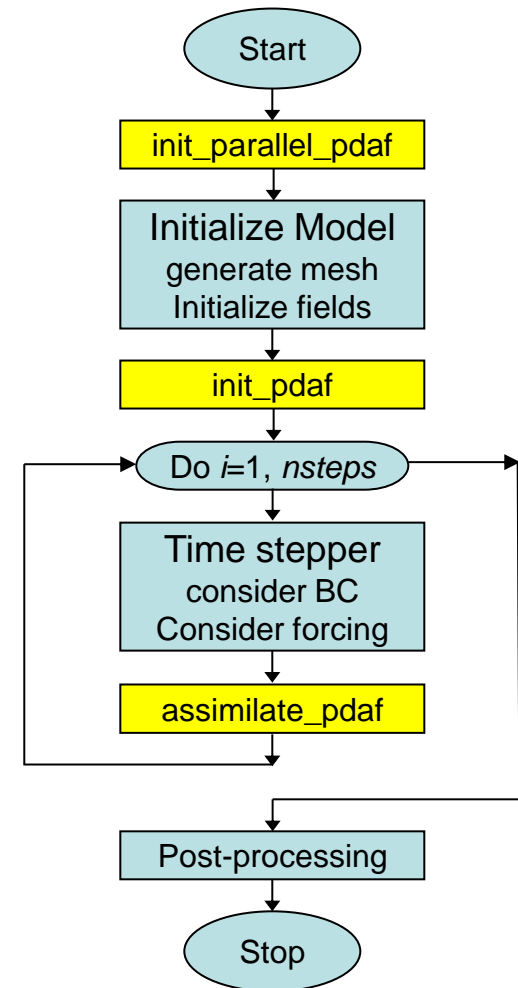 Start
init_parallel_pdaf
Initialize Model
generate mesh
Initialize fields
init_pdaf
Do i=1, nsteps
Time stepper
consider BC
Consider forcing
assimilate_pdaf
Post-processing
Stop